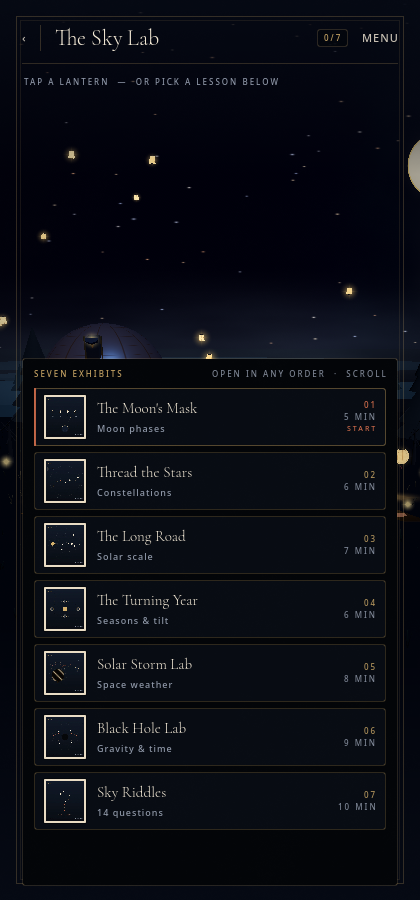 ‹ The Sky Lab 0/7 MENU
TAP A LANTERN — OR PICK A LESSON BELOW
SEVEN EXHIBITS OPEN IN ANY ORDER · SCROLL
The Moon's Mask
Moon phases
01
5 MIN
START
Thread the Stars
Constellations
02
6 MIN
The Long Road
Solar scale
03
7 MIN
The Turning Year
Seasons & tilt
04
6 MIN
Solar Storm Lab
Space weather
05
8 MIN
Black Hole Lab
Gravity & time
06
9 MIN
Sky Riddles
14 questions
07
10 MIN